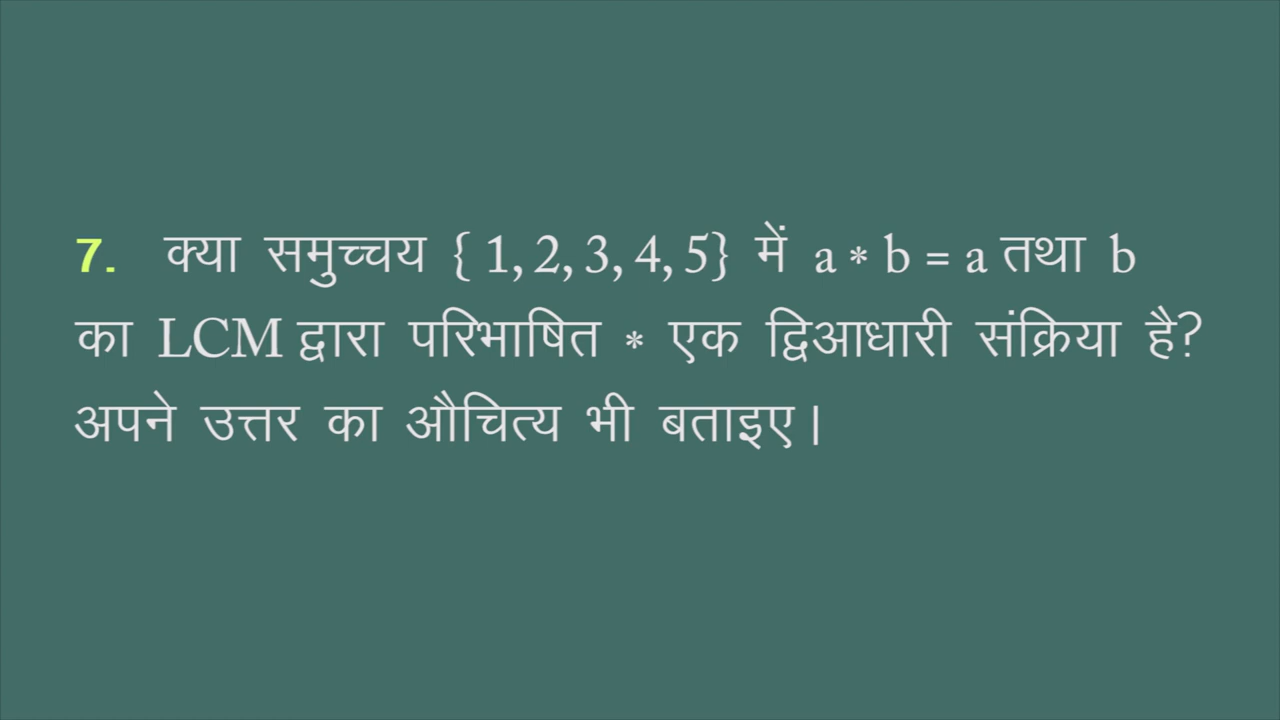 7. क्या समुच्चय { 1, 2, 3, 4, 5} में a * b = a तथा b
का LCM द्वारा परिभाषित * एक द्विआधारी संक्रिया है?
अपने उत्तर का औचित्य भी बताइए।